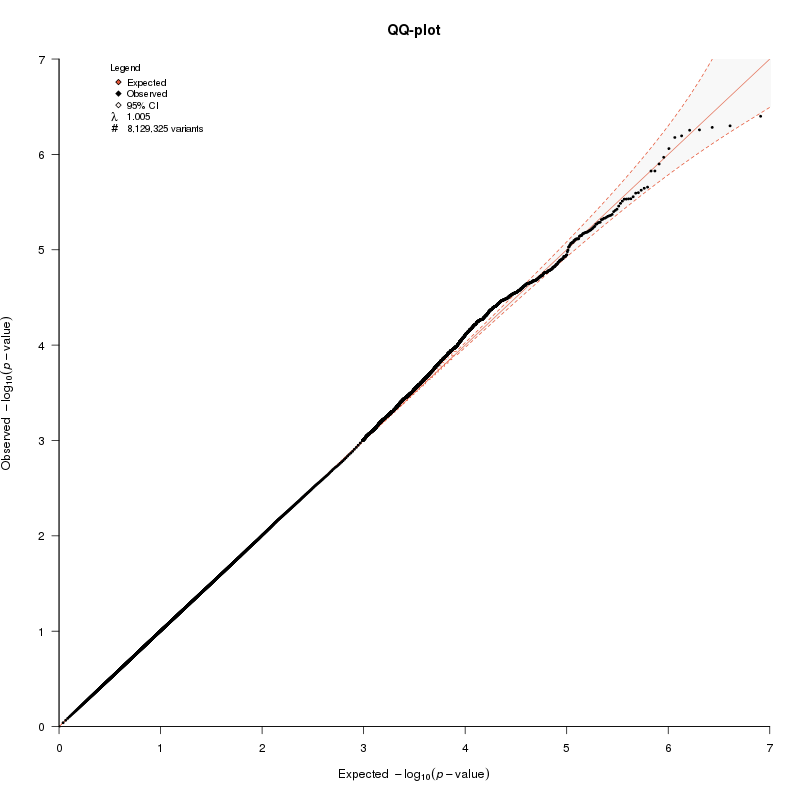 QQ-plot
Legend
Expected
Observed
95% CI
λ 1.005
# 8,129,325 variants
7
6
5
4
3
2
1
0
Observed −log10(p−value)
0 1 2 3 4 5 6 7
Expected −log10(p−value)